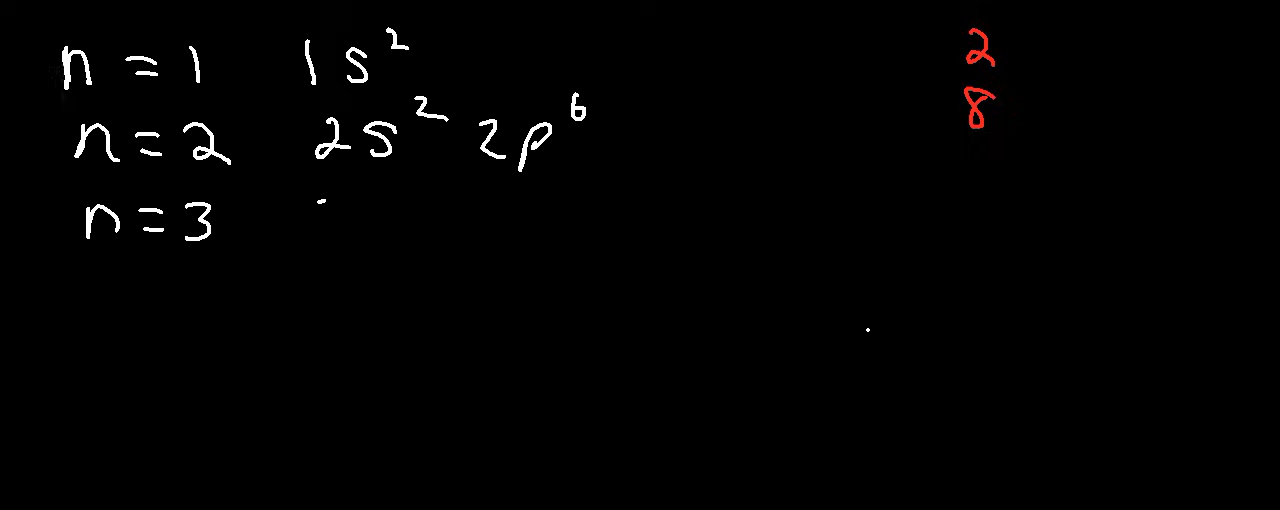 n = 1 1s² 2
n = 2 2s² 2p⁶ 8
n = 3